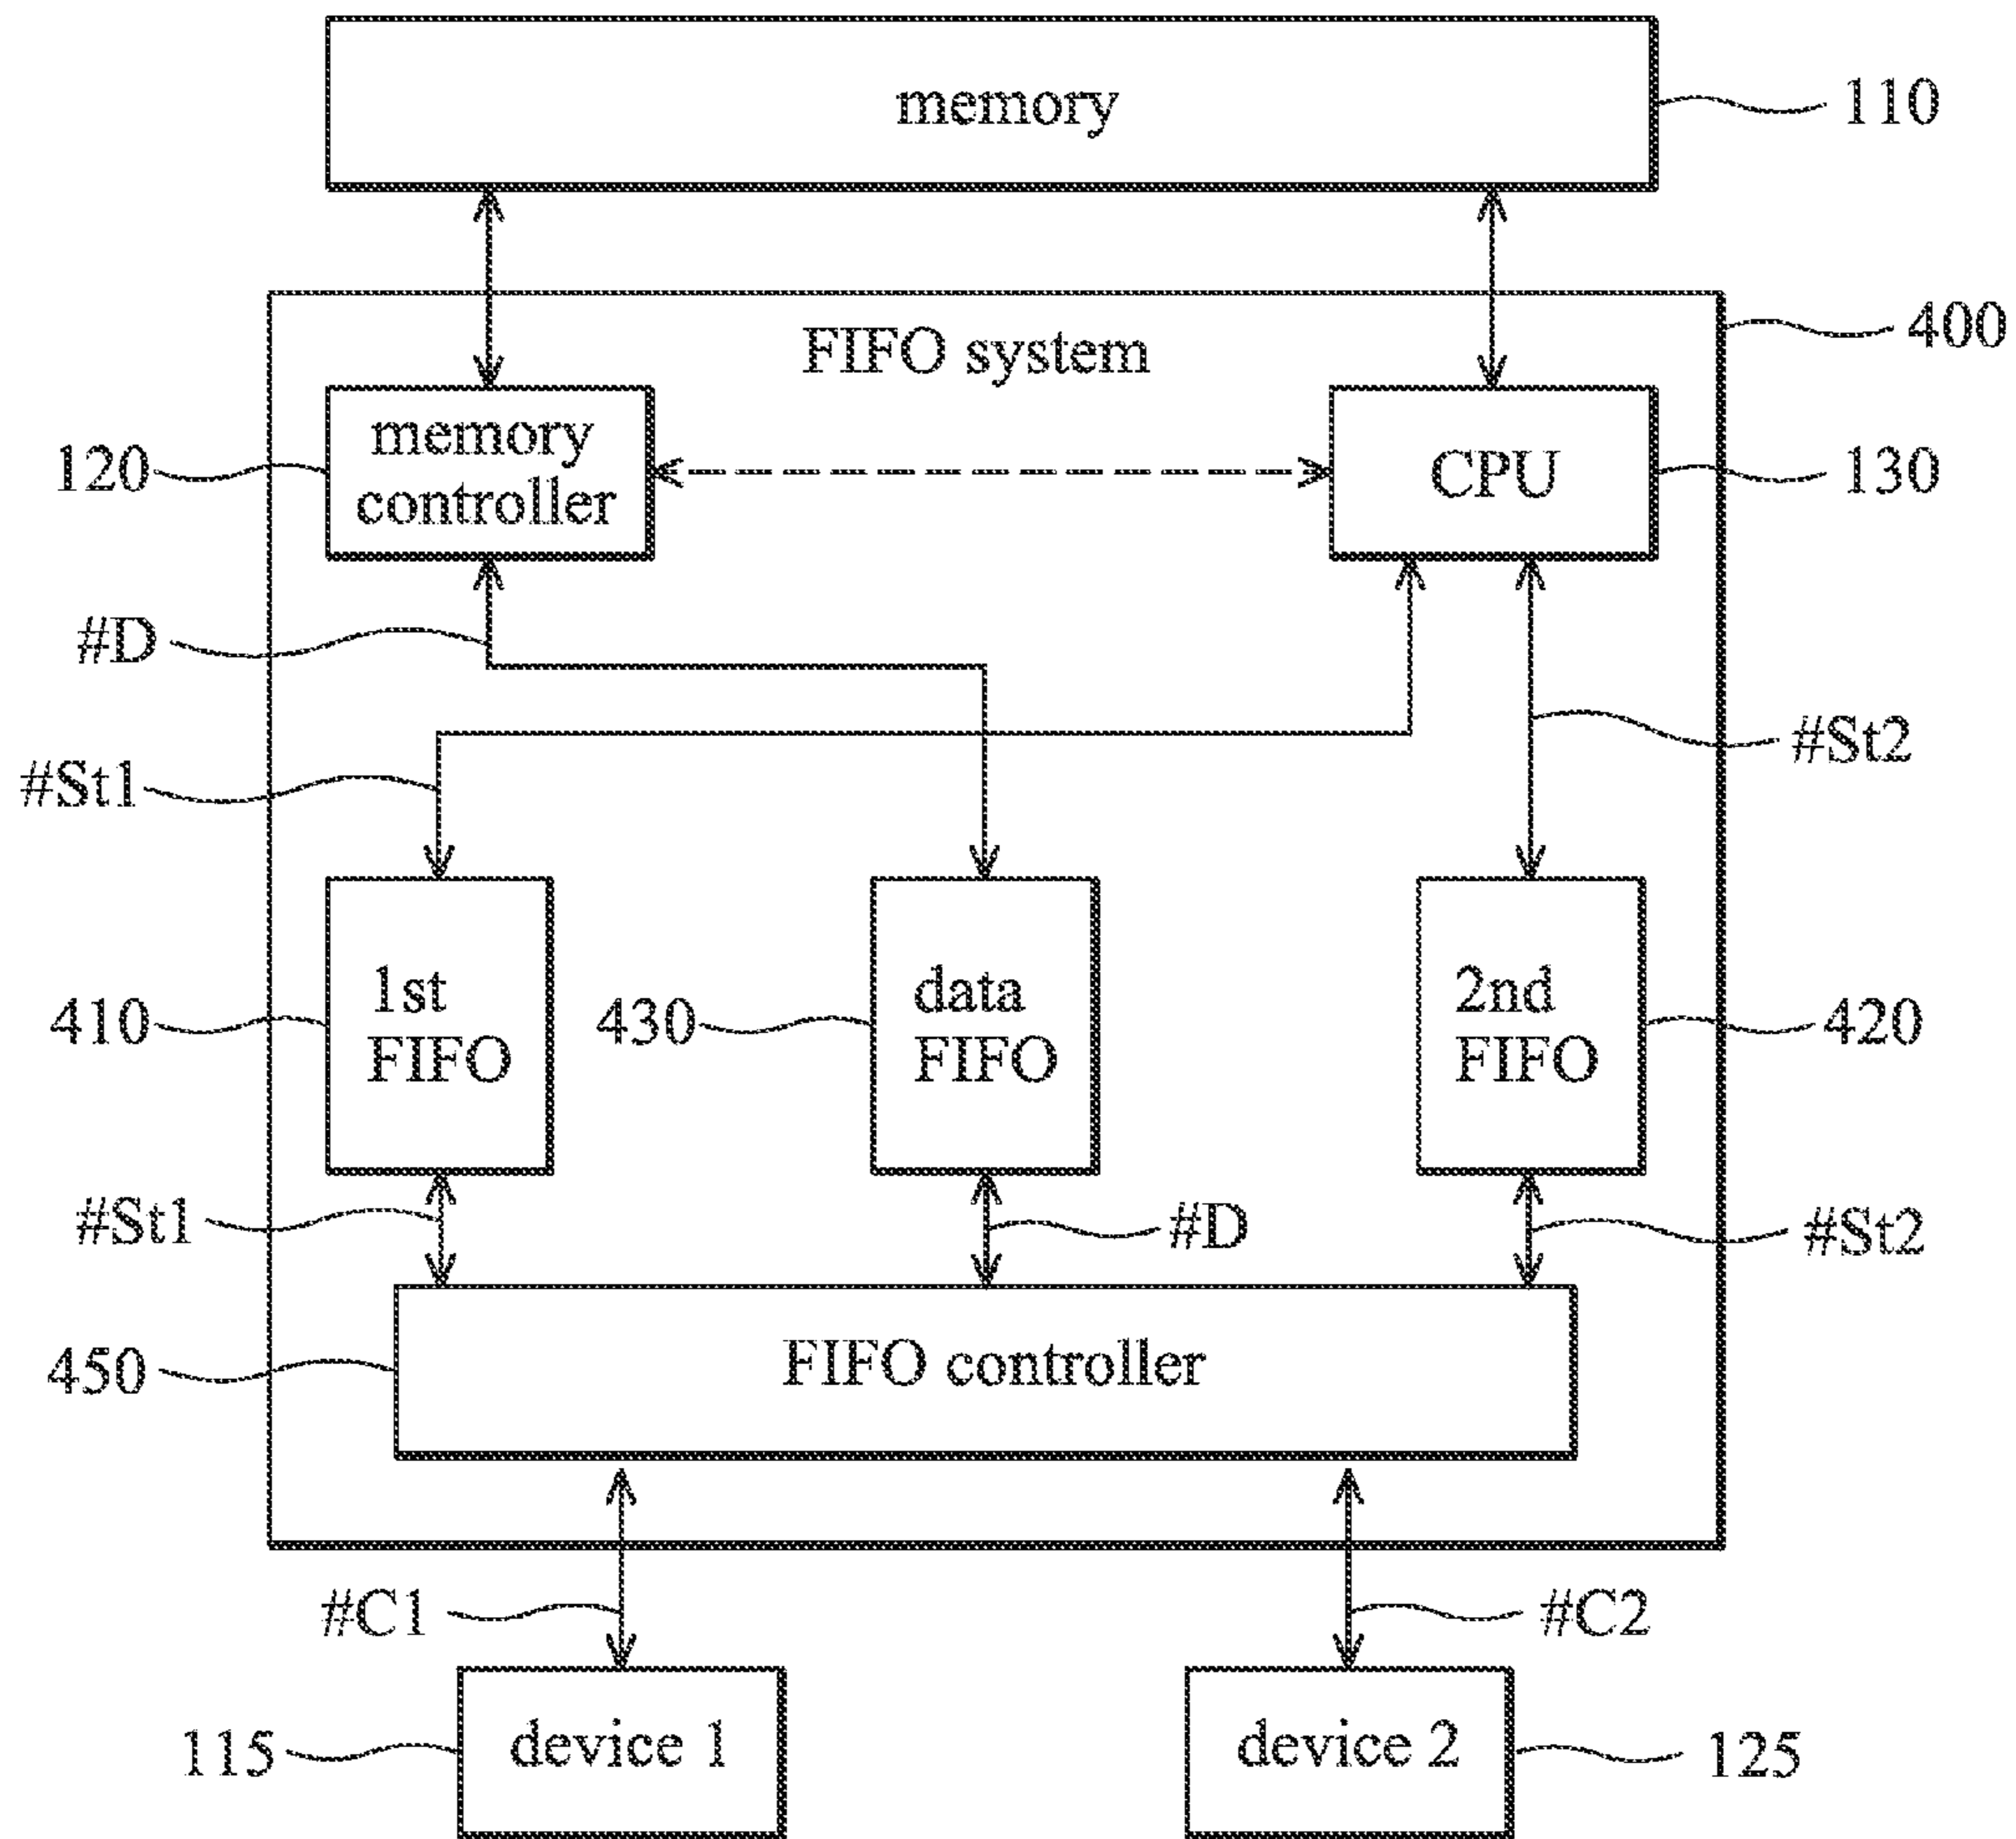 memory
110
FIFO system
400
memory
controller
120
CPU
130
#D
#St2
#St1
1st
FIFO
410
data
FIFO
430
2nd
FIFO
420
#St1
#D
#St2
FIFO controller
450
#C1
#C2
device 1
115
device 2
125